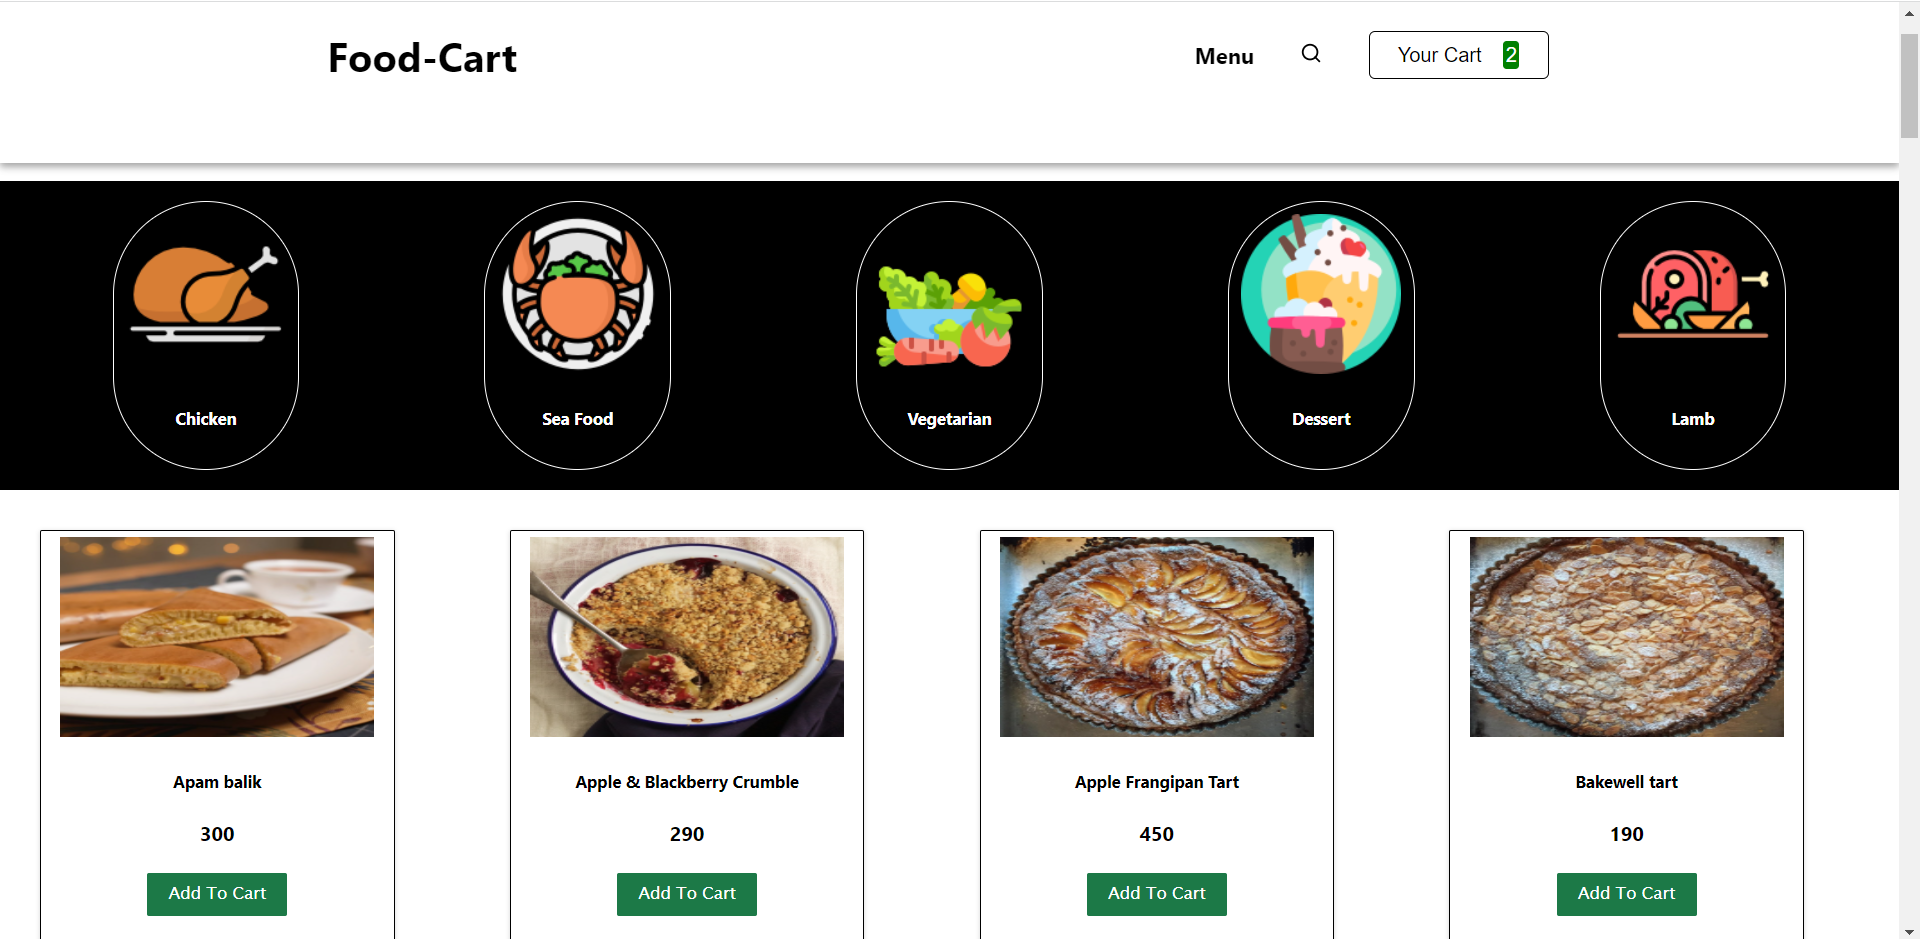 Food-Cart
Menu
Your Cart 2
Chicken
Sea Food
Vegetarian
Dessert
Lamb
Apam balik
Apple & Blackberry Crumble
Apple Frangipan Tart
Bakewell tart
300
290
450
190
Add To Cart
Add To Cart
Add To Cart
Add To Cart